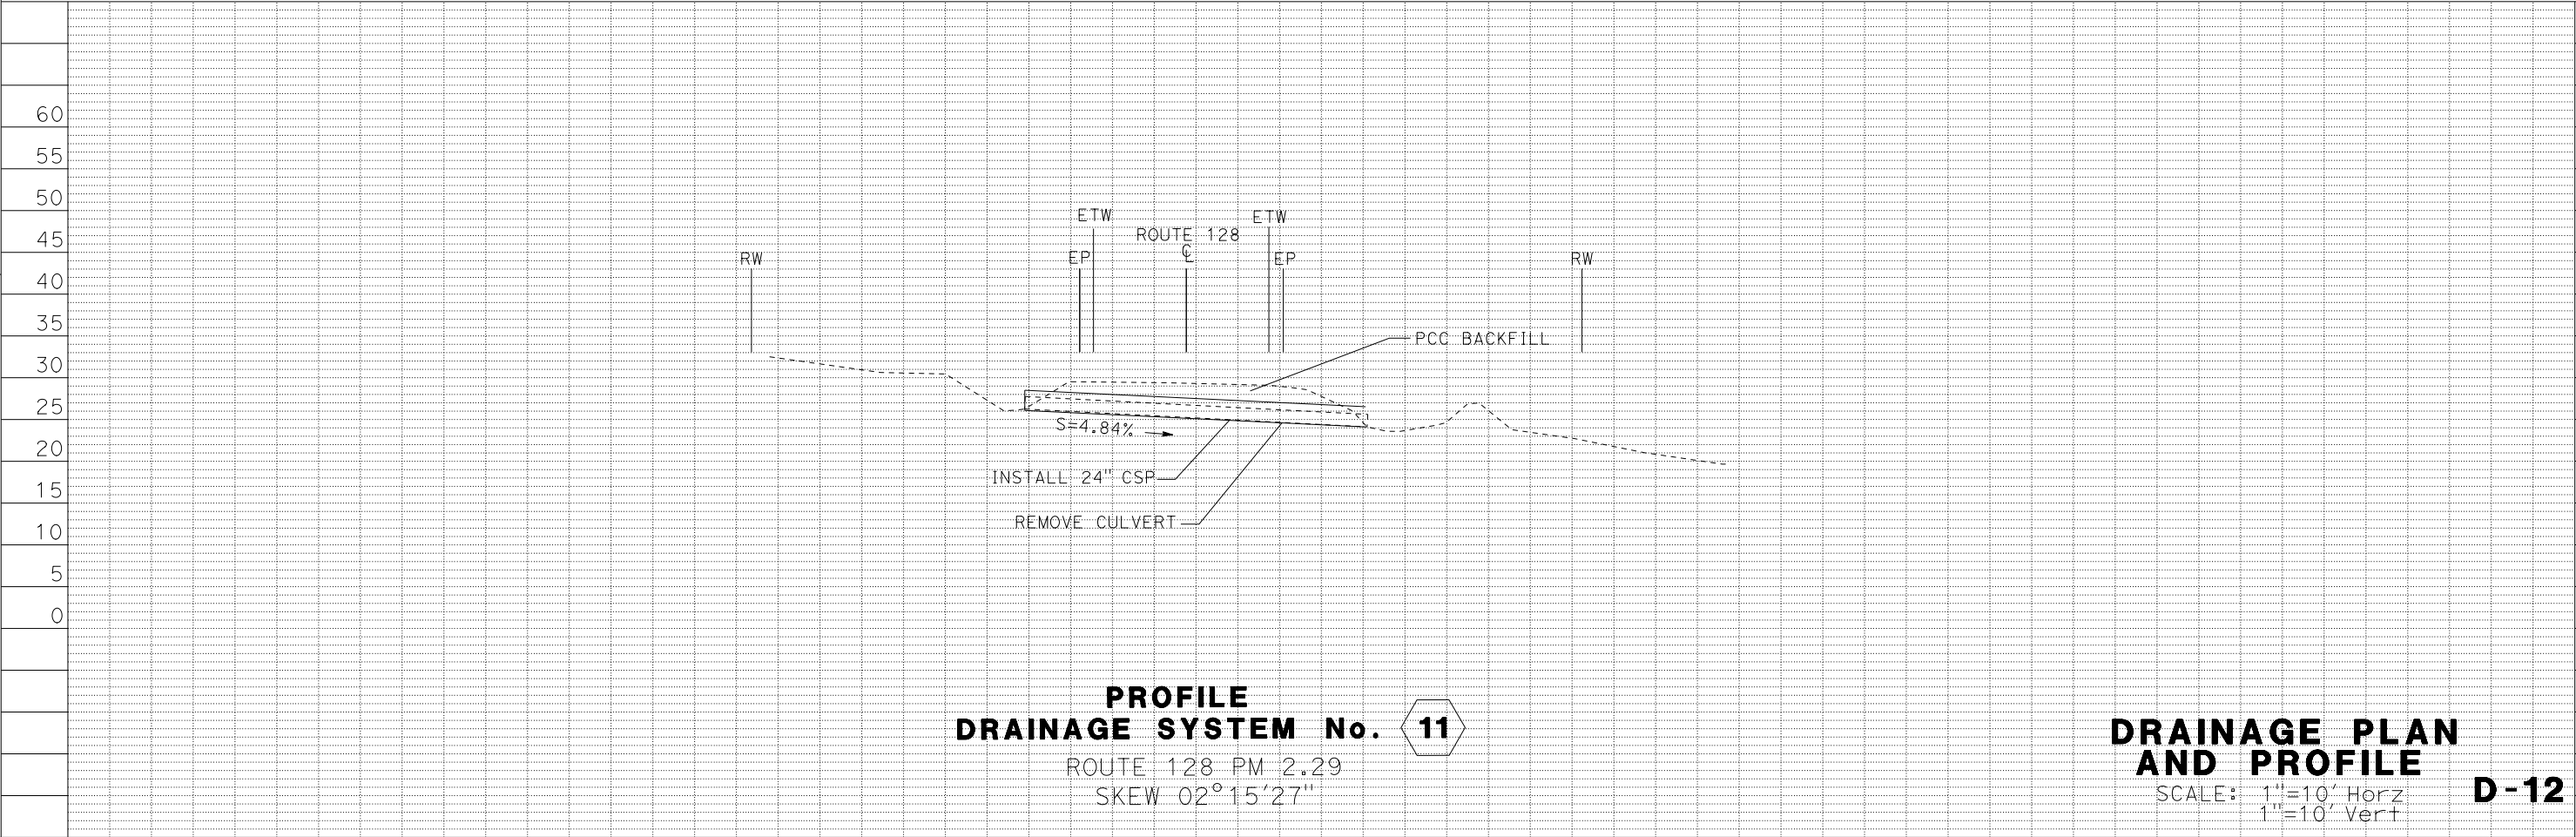 60
55
50
45
40
35
30
25
20
15
10
5
0
ETW
ETW
ROUTE 128
℄
RW
EP
EP
RW
PCC BACKFILL
S=4.84%
INSTALL 24" CSP
REMOVE CULVERT
PROFILE
DRAINAGE SYSTEM No. 11
ROUTE 128 PM 2.29
SKEW 02°15'27"
DRAINAGE PLAN
AND PROFILE
SCALE: 1"=10' Horz
1"=10' Vert
D-12